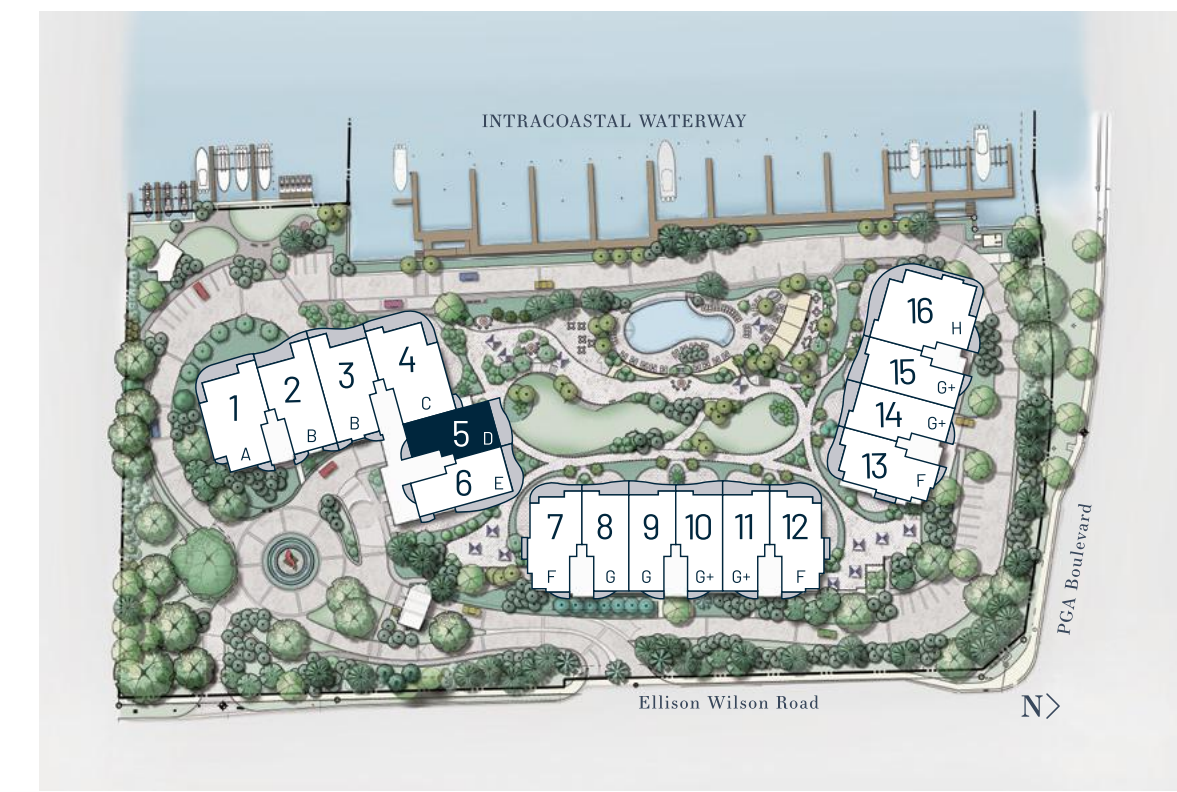 INTRACOASTAL WATERWAY
16
H
4
3
15
G+
2
1
C
14
G+
B
B
5
D
A
13
F
6
E
7
8
9
10
11
12
F
G
G
G+
G+
F
PGA Boulevard
Ellison Wilson Road
N